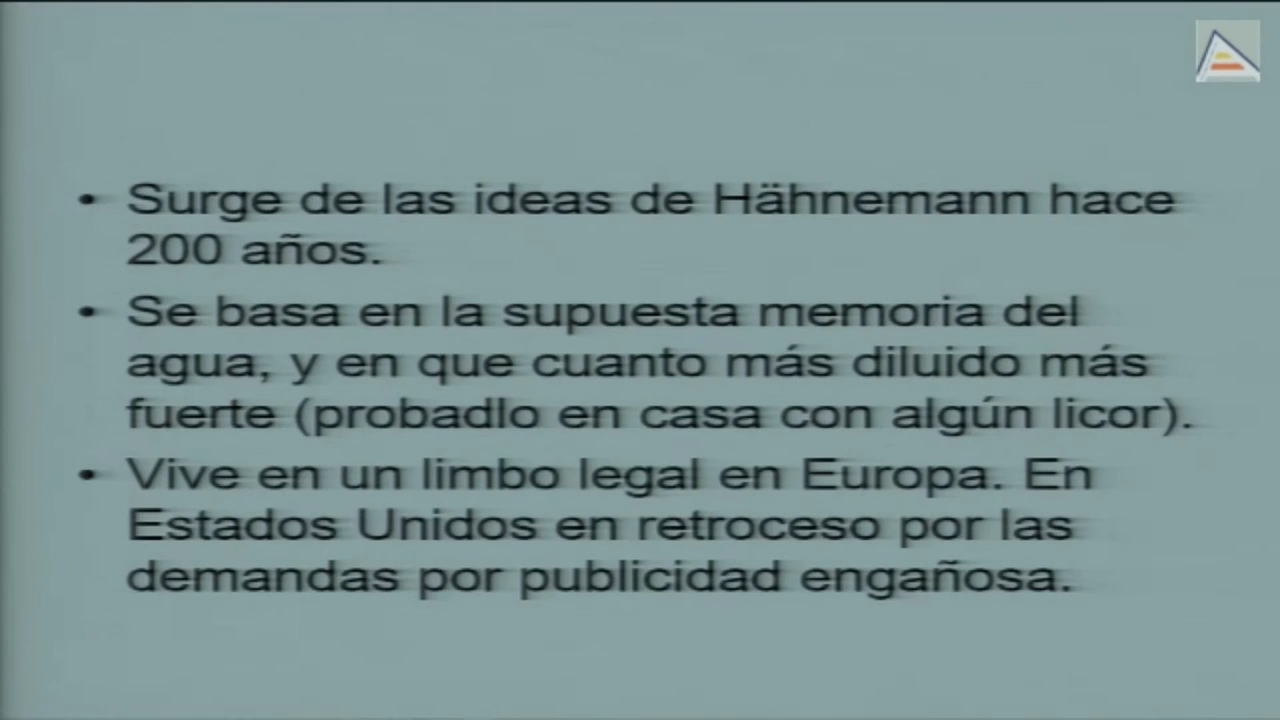 • Surge de las ideas de Hähnemann hace
200 años.
• Se basa en la supuesta memoria del
agua, y en que cuanto más diluido más
fuerte (probadlo en casa con algún licor).
• Vive en un limbo legal en Europa. En
Estados Unidos en retroceso por las
demandas por publicidad engañosa.